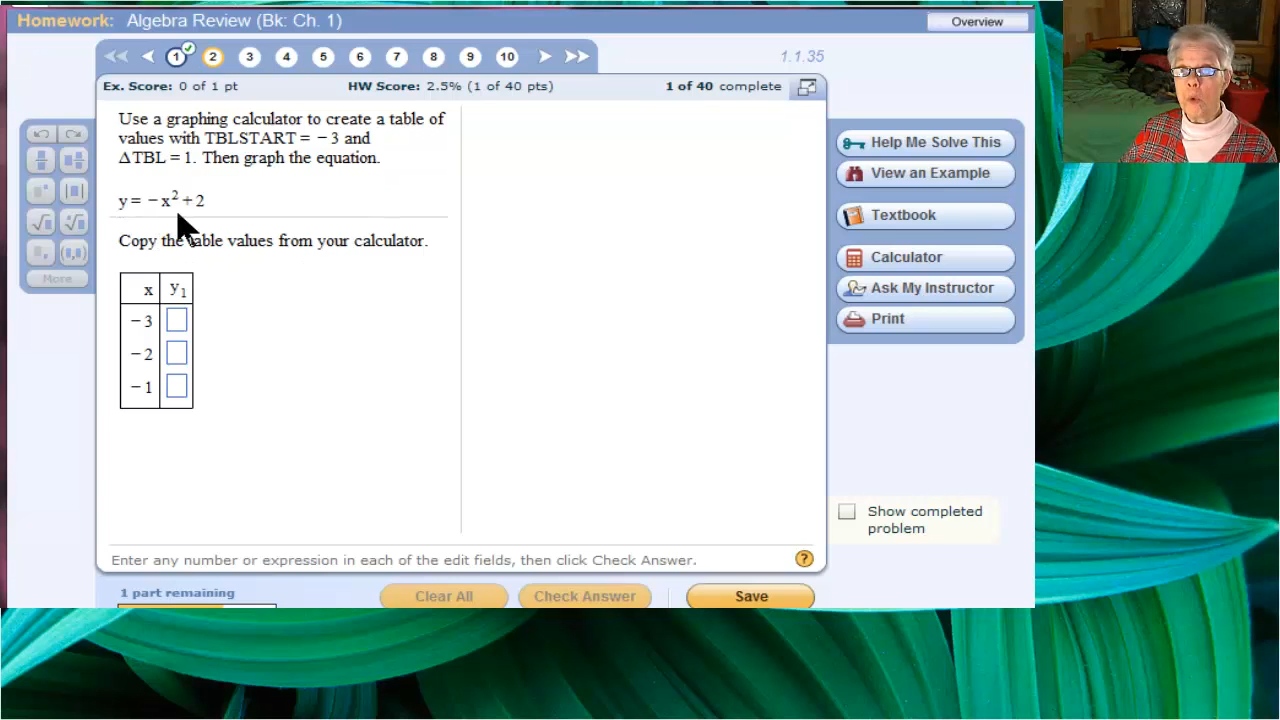 Homework: Algebra Review (Bk: Ch. 1)
Overview
1 2 3 4 5 6 7 8 9 10
1.1.35
Ex. Score: 0 of 1 pt
HW Score: 2.5% (1 of 40 pts)
1 of 40 complete
Use a graphing calculator to create a table of
values with TBLSTART = −3 and
ΔTBL = 1. Then graph the equation.
y = −x² + 2
Copy the table values from your calculator.
x y₁
−3
−2
−1
More
Help Me Solve This
View an Example
Textbook
Calculator
Ask My Instructor
Print
Show completed
problem
Enter any number or expression in each of the edit fields, then click Check Answer.
?
1 part remaining
Clear All
Check Answer
Save